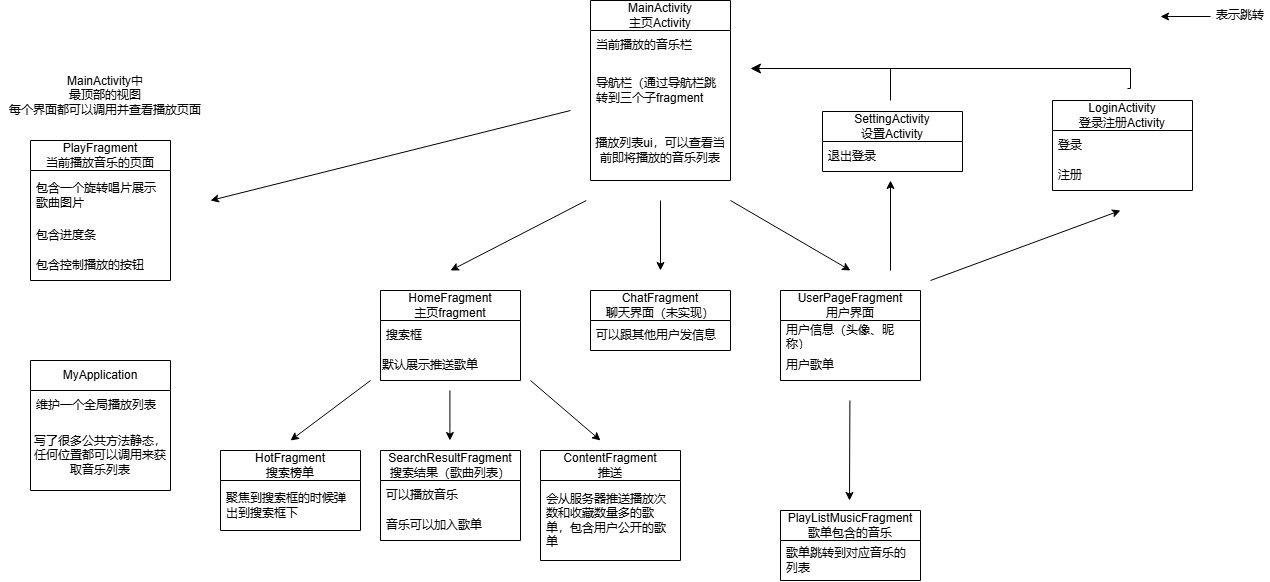 MainActivity
主页Activity
当前播放的音乐栏
导航栏（通过导航栏跳
转到三个子fragment
播放列表ui，可以查看当
前即将播放的音乐列表
表示跳转
MainActivity中
最顶部的视图
每个界面都可以调用并查看播放页面
PlayFragment
当前播放音乐的页面
包含一个旋转唱片展示
歌曲图片
包含进度条
包含控制播放的按钮
SettingActivity
设置Activity
退出登录
LoginActivity
登录注册Activity
登录
注册
HomeFragment
主页fragment
搜索框
默认展示推送歌单
ChatFragment
聊天界面（未实现）
可以跟其他用户发信息
UserPageFragment
用户界面
用户信息（头像、昵
称）
用户歌单
MyApplication
维护一个全局播放列表
写了很多公共方法静态，
任何位置都可以调用来获
取音乐列表
HotFragment
搜索榜单
聚焦到搜索框的时候弹
出到搜索框下
SearchResultFragment
搜索结果（歌曲列表）
可以播放音乐
音乐可以加入歌单
ContentFragment
推送
会从服务器推送播放次
数和收藏数量多的歌
单，包含用户公开的歌
单
PlayListMusicFragment
歌单包含的音乐
歌单跳转到对应音乐的
列表